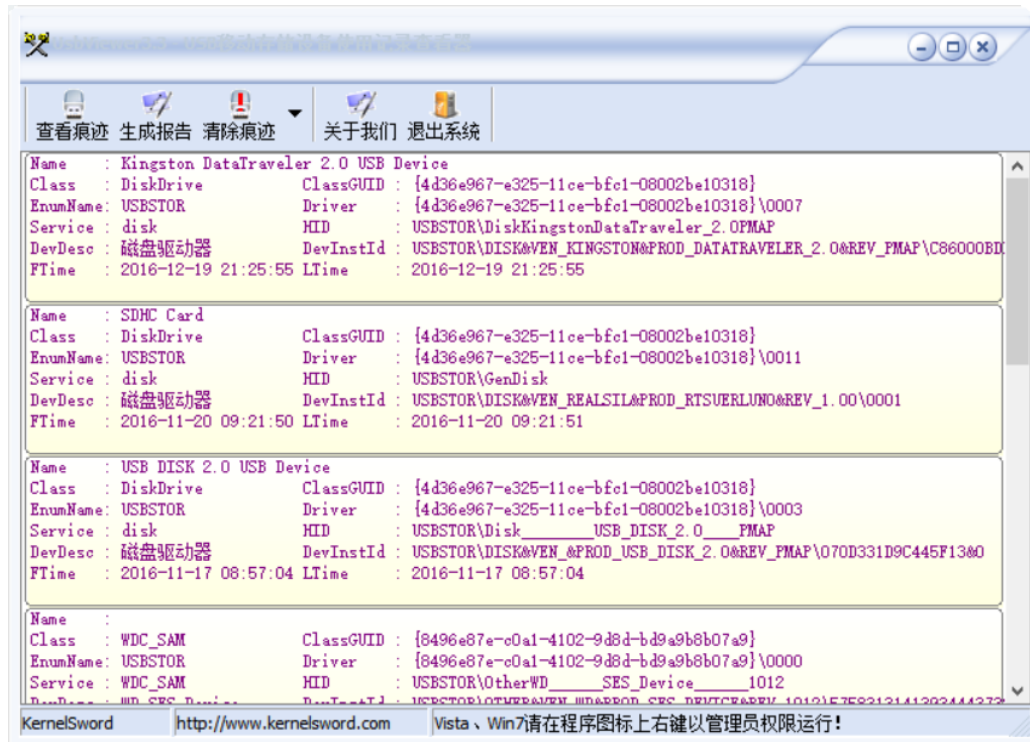 查看痕迹 生成报告 清除痕迹 关于我们 退出系统
Name : Kingston DataTraveler 2.0 USB Device
Class : DiskDrive ClassGUID : {4d36e967-e325-11ce-bfc1-08002be10318}
EnumName: USBSTOR Driver : {4d36e967-e325-11ce-bfc1-08002be10318}\0007
Service : disk HID : USBSTOR\DiskKingstonDataTraveler_2.0PMAP
DevDesc : 磁盘驱动器 DevInstId : USBSTOR\DISK&VEN_KINGSTON&PROD_DATATRAVELER_2.0&REV_PMAP\C86000BD
FTime : 2016-12-19 21:25:55 LTime : 2016-12-19 21:25:55
Name : SDHC Card
Class : DiskDrive ClassGUID : {4d36e967-e325-11ce-bfc1-08002be10318}
EnumName: USBSTOR Driver : {4d36e967-e325-11ce-bfc1-08002be10318}\0011
Service : disk HID : USBSTOR\GenDisk
DevDesc : 磁盘驱动器 DevInstId : USBSTOR\DISK&VEN_REALSIL&PROD_RTSUERLUN0&REV_1.00\0001
FTime : 2016-11-20 09:21:50 LTime : 2016-11-20 09:21:51
Name : USB DISK 2.0 USB Device
Class : DiskDrive ClassGUID : {4d36e967-e325-11ce-bfc1-08002be10318}
EnumName: USBSTOR Driver : {4d36e967-e325-11ce-bfc1-08002be10318}\0003
Service : disk HID : USBSTOR\Disk________USB_DISK_2.0____PMAP
DevDesc : 磁盘驱动器 DevInstId : USBSTOR\DISK&VEN_&PROD_USB_DISK_2.0&REV_PMAP\070D331D9C445F13&0
FTime : 2016-11-17 08:57:04 LTime : 2016-11-17 08:57:04
Name :
Class : WDC_SAM ClassGUID : {8496e87e-c0a1-4102-9d8d-bd9a9b8b07a9}
EnumName: USBSTOR Driver : {8496e87e-c0a1-4102-9d8d-bd9a9b8b07a9}\0000
Service : WDC_SAM HID : USBSTOR\OtherWD______SES_Device______1012
KernelSword http://www.kernelsword.com Vista、Win7请在程序图标上右键以管理员权限运行!